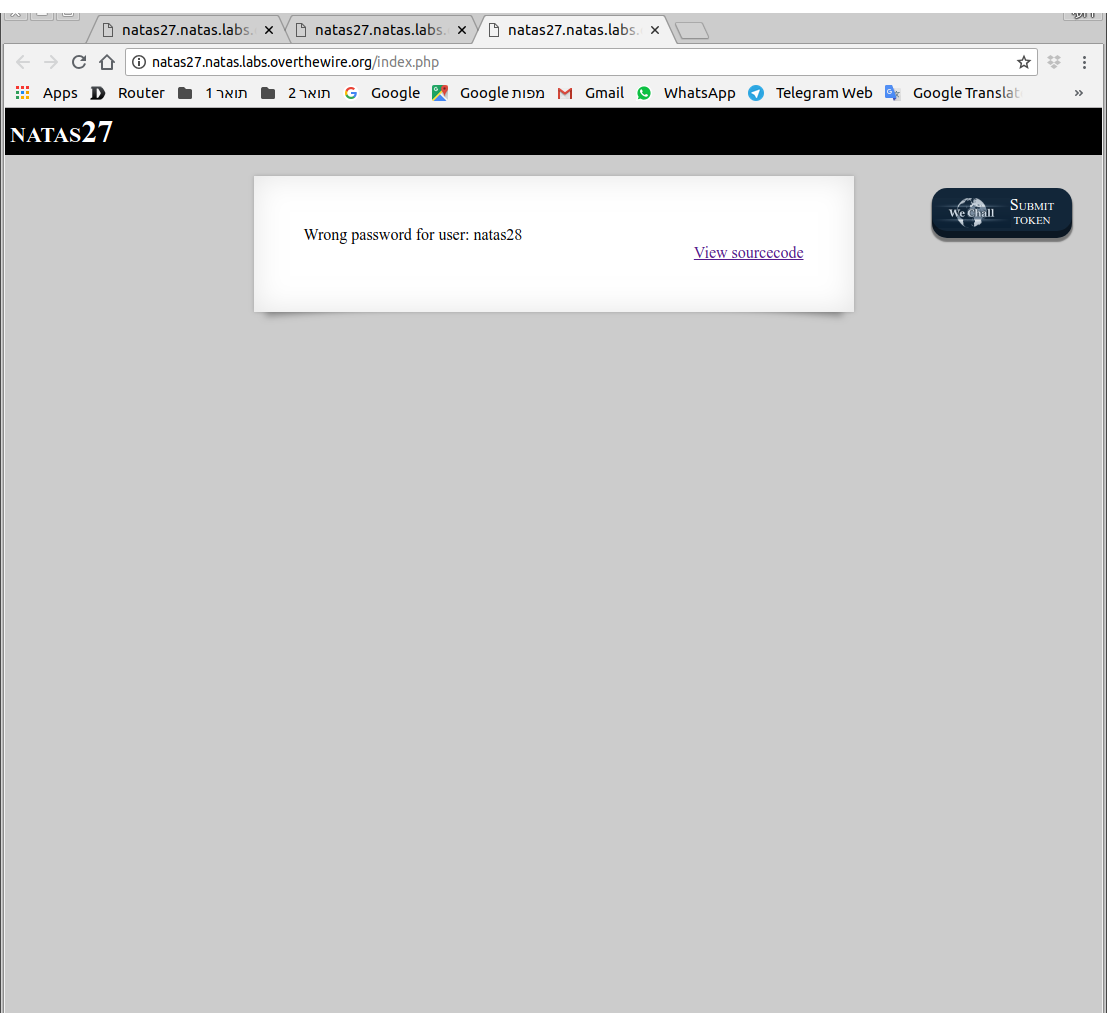 natas27.natas.labs. natas27.natas.labs. natas27.natas.labs.
natas27.natas.labs.overthewire.org/index.php
Apps Router תואר 1 תואר 2 Google Google מפות Gmail WhatsApp Telegram Web Google Translat »
NATAS27
Wrong password for user: natas28
View sourcecode
We Chall
SUBMIT
TOKEN